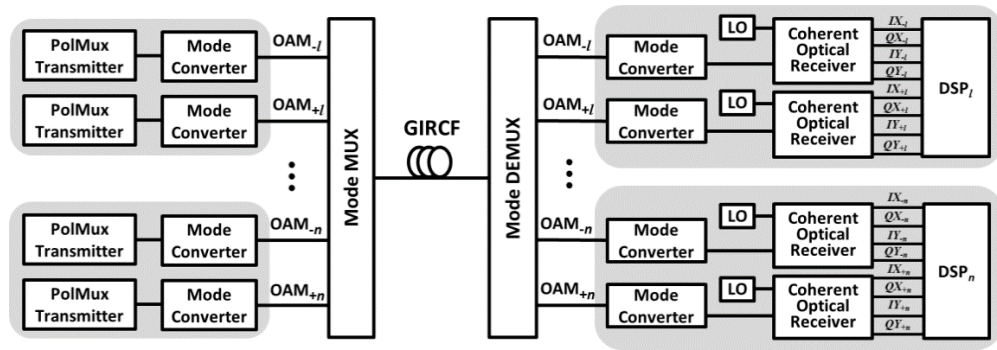 PolMux Transmitter
Mode Converter
OAM-l
PolMux Transmitter
Mode Converter
OAM+l
PolMux Transmitter
Mode Converter
OAM-n
PolMux Transmitter
Mode Converter
OAM+n
Mode MUX
GIRCF
Mode DEMUX
OAM-l
Mode Converter
LO
Coherent Optical Receiver
IX-l
QX-l
IY-l
QY-l
OAM+l
Mode Converter
LO
Coherent Optical Receiver
IX+l
QX+l
IY+l
QY+l
DSPl
OAM-n
Mode Converter
LO
Coherent Optical Receiver
IX-n
QX-n
IY-n
QY-n
OAM+n
Mode Converter
LO
Coherent Optical Receiver
IX+n
QX+n
IY+n
QY+n
DSPn